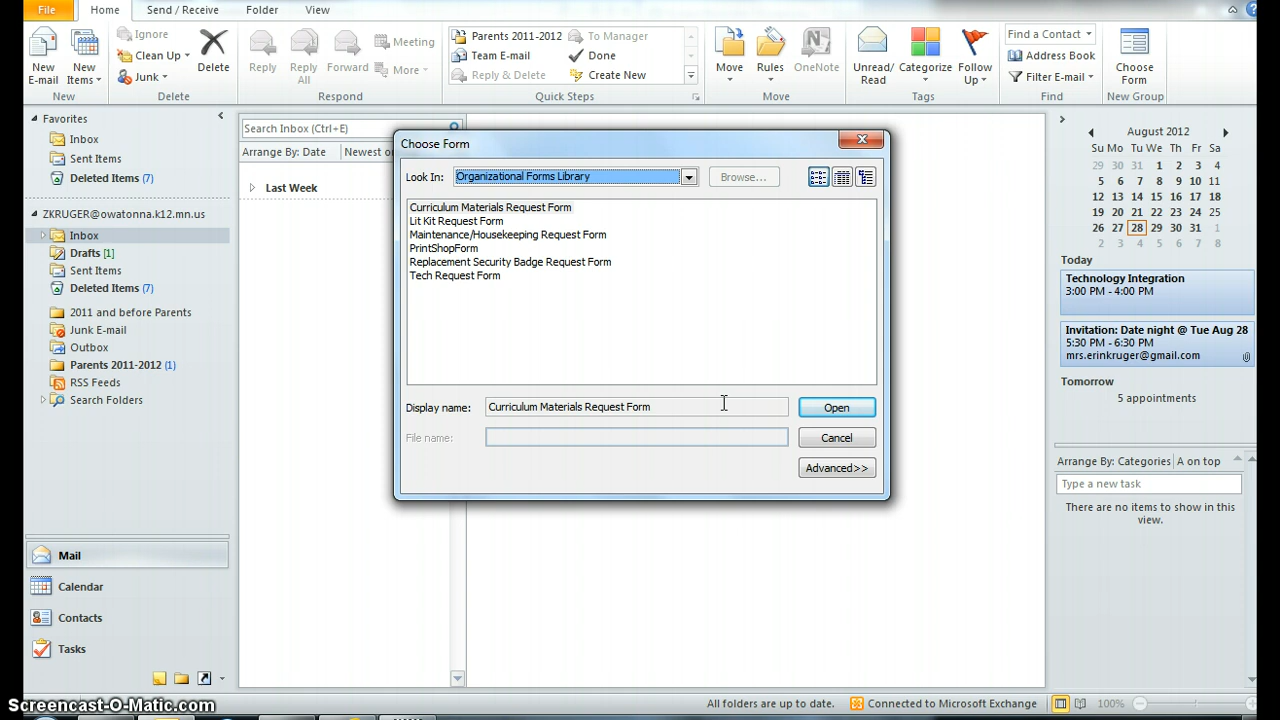 File
Home
Send / Receive
Folder
View
New
E-mail
New
Items
Ignore
Clean Up
Junk
Delete
Delete
Reply
Reply
All
Forward
Meeting
More
Respond
Parents 2011-2012
To Manager
Team E-mail
Done
Reply & Delete
Create New
Quick Steps
Move
Rules
OneNote
Move
Unread/
Read
Categorize
Follow
Up
Tags
Find a Contact
Address Book
Filter E-mail
Find
Choose
Form
New Group
New
Favorites
Inbox
Sent Items
Deleted Items (7)
ZKRUGER@owatonna.k12.mn.us
Inbox
Drafts [1]
Sent Items
Deleted Items (7)
2011 and before Parents
Junk E-mail
Outbox
Parents 2011-2012 (1)
RSS Feeds
Search Folders
Mail
Calendar
Contacts
Tasks
Search Inbox (Ctrl+E)
Arrange By: Date
Newest o
Last Week
Choose Form
Look In:
Organizational Forms Library
Browse...
Curriculum Materials Request Form
Lit Kit Request Form
Maintenance/Housekeeping Request Form
PrintShopForm
Replacement Security Badge Request Form
Tech Request Form
Display name:
Curriculum Materials Request Form
Open
File name:
Cancel
Advanced>>
August 2012
Su Mo Tu We Th Fr Sa
29 30 31 1 2 3 4
5 6 7 8 9 10 11
12 13 14 15 16 17 18
19 20 21 22 23 24 25
26 27 28 29 30 31 1
2 3 4 5 6 7 8
Today
Technology Integration
3:00 PM - 4:00 PM
Invitation: Date night @ Tue Aug 28
5:30 PM - 6:30 PM
mrs.erinkruger@gmail.com
Tomorrow
5 appointments
Arrange By: Categories
A on top
Type a new task
There are no items to show in this
view.
All folders are up to date.
Connected to Microsoft Exchange
100%
Screencast-O-Matic.com